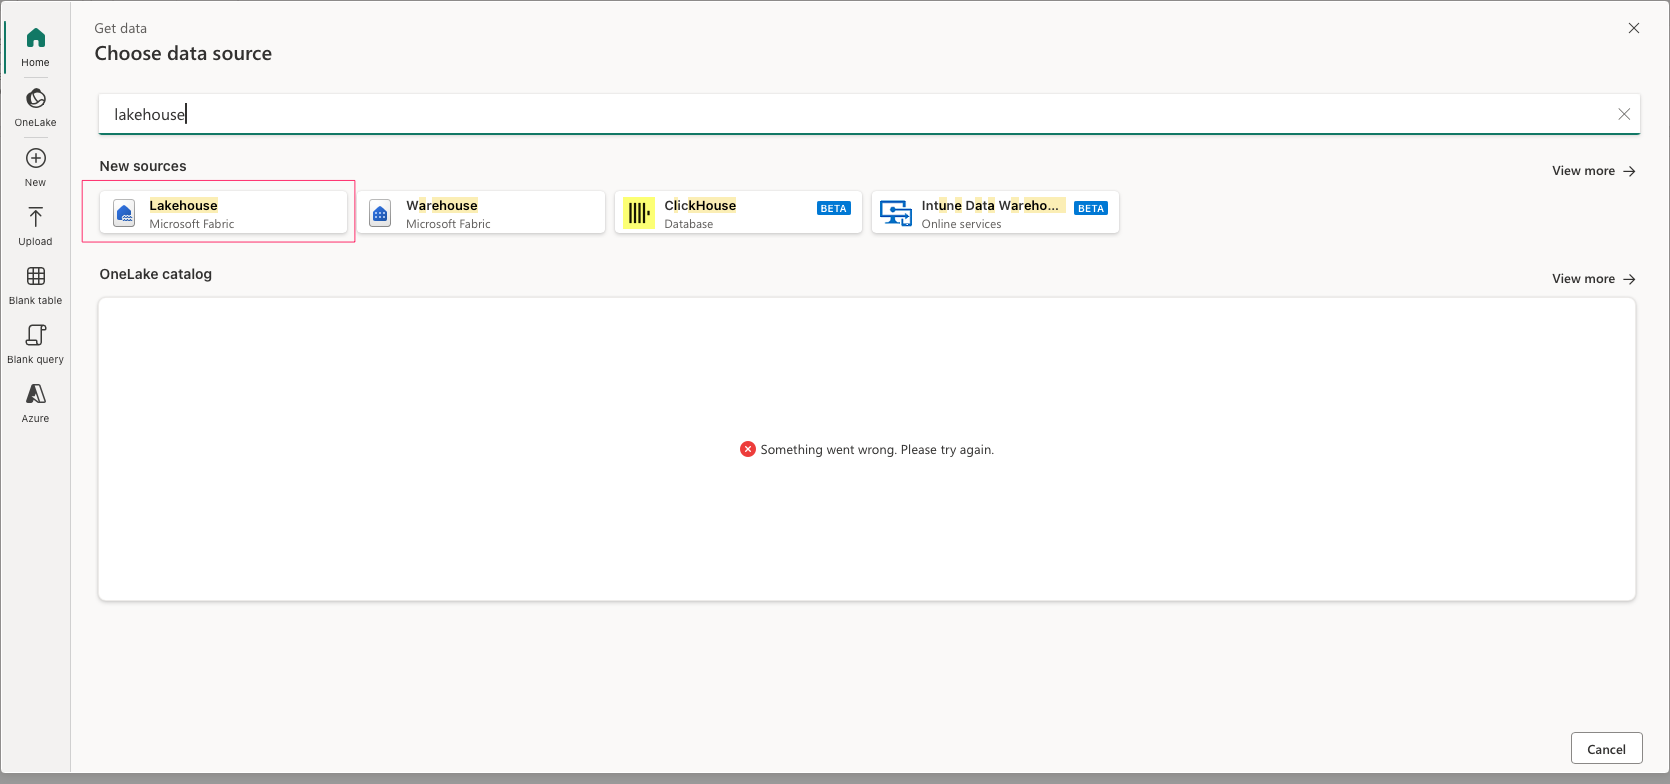 Get data
Choose data source
Home
OneLake
New
Upload
Blank table
Blank query
Azure
lakehouse
New sources
View more
Lakehouse
Microsoft Fabric
Warehouse
Microsoft Fabric
ClickHouse
BETA
Database
Intune Data Wareho...
BETA
Online services
OneLake catalog
View more
Something went wrong. Please try again.
Cancel